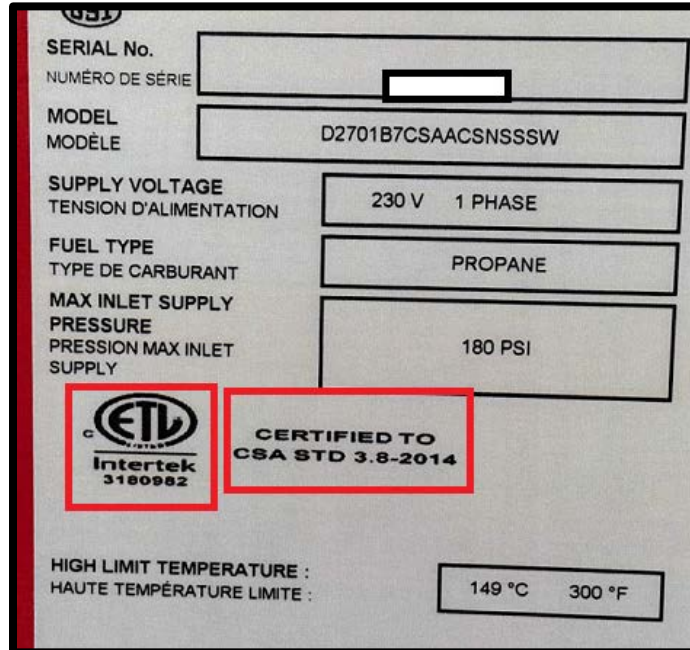 GSI
SERIAL No.
NUMÉRO DE SÉRIE
MODEL
MODÈLE
D2701B7CSAACSNSSSW
SUPPLY VOLTAGE
TENSION D'ALIMENTATION
230 V 1 PHASE
FUEL TYPE
TYPE DE CARBURANT
PROPANE
MAX INLET SUPPLY
PRESSURE
PRESSION MAX INLET
SUPPLY
180 PSI
C
ETL
LISTED
Intertek
3180982
CERTIFIED TO
CSA STD 3.8-2014
HIGH LIMIT TEMPERATURE :
HAUTE TEMPÉRATURE LIMITE :
149 °C 300 °F